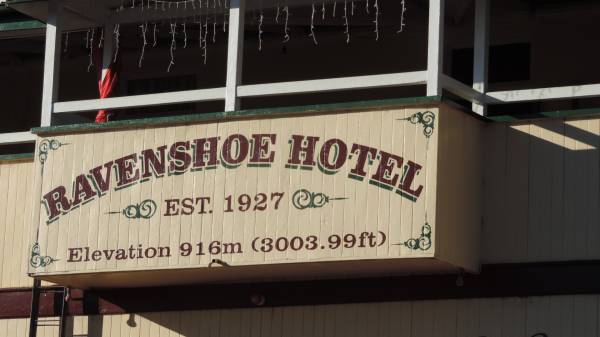 RAVENSHOE HOTEL
EST. 1927
Elevation 916m (3003.99ft)